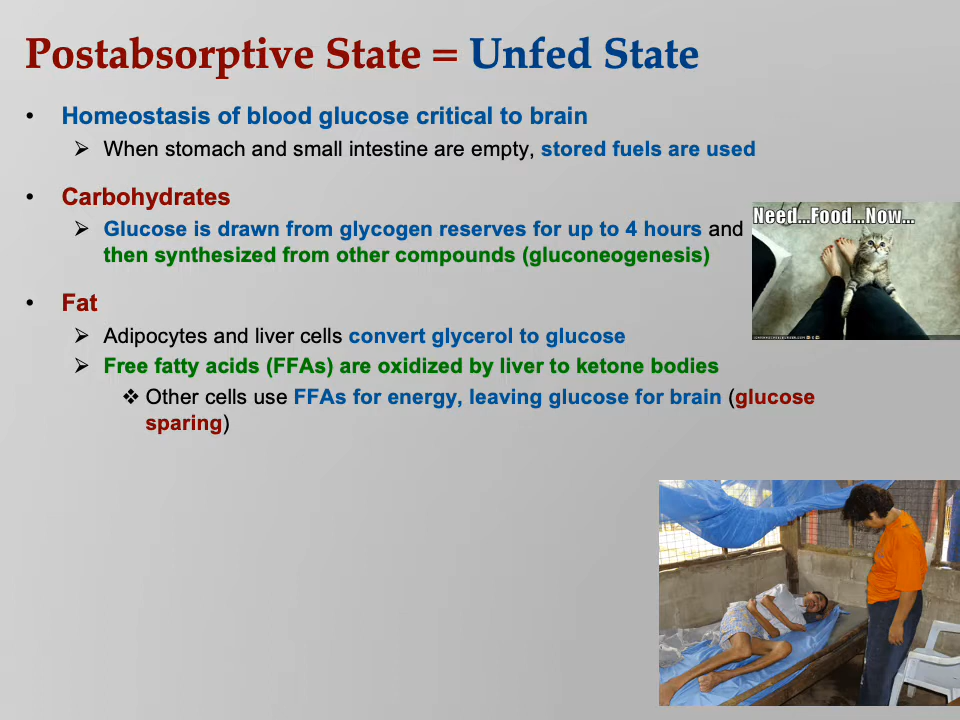 Postabsorptive State = Unfed State
• Homeostasis of blood glucose critical to brain
➢ When stomach and small intestine are empty, stored fuels are used
• Carbohydrates
➢ Glucose is drawn from glycogen reserves for up to 4 hours and
then synthesized from other compounds (gluconeogenesis)
Need...Food...Now...
• Fat
➢ Adipocytes and liver cells convert glycerol to glucose
➢ Free fatty acids (FFAs) are oxidized by liver to ketone bodies
❖ Other cells use FFAs for energy, leaving glucose for brain (glucose
sparing)